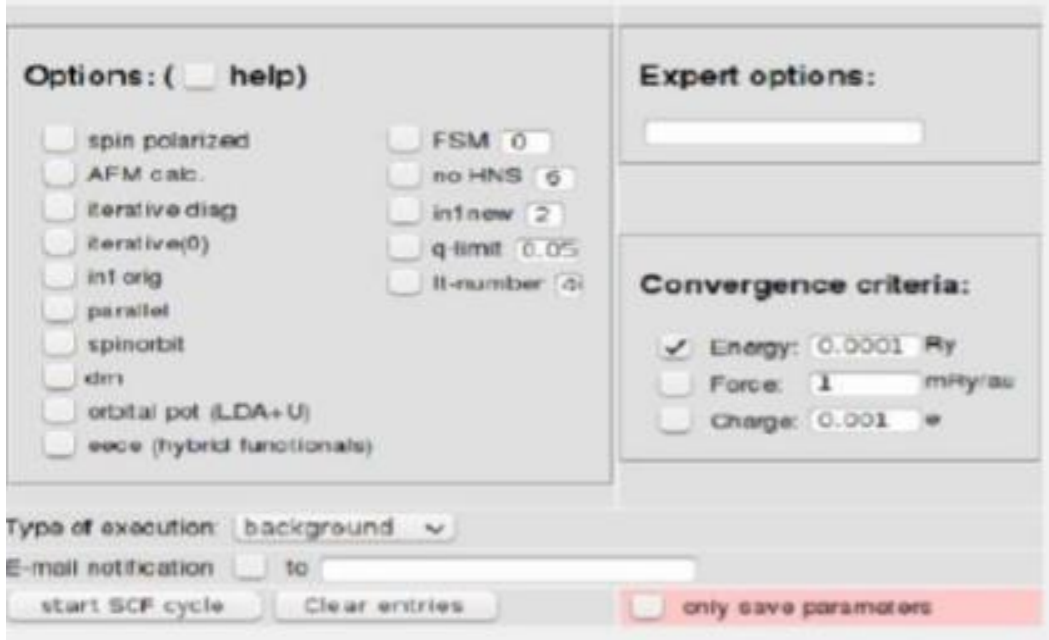 Options: ( help)
spin polarized
AFM calc.
iterative diag
iterative(0)
in1 orig
parallel
spinorbit
dm
orbital pot (LDA+U)
eece (hybrid functionals)
FSM 0
no HNS 6
in1new 2
q-limit 0.05
It-number
Expert options:
Convergence criteria:
Energy: 0.0001 Ry
Force: 1 mRy/au
Charge: 0.001 e
Type of execution: background
E-mail notification to
start SCF cycle Clear entries only save parameters